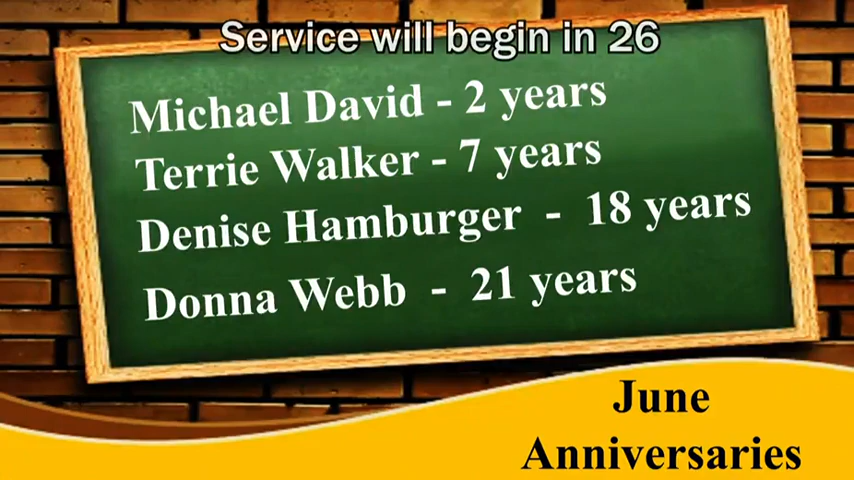 Service will begin in 26
Michael David - 2 years
Terrie Walker - 7 years
Denise Hamburger - 18 years
Donna Webb - 21 years
June
Anniversaries